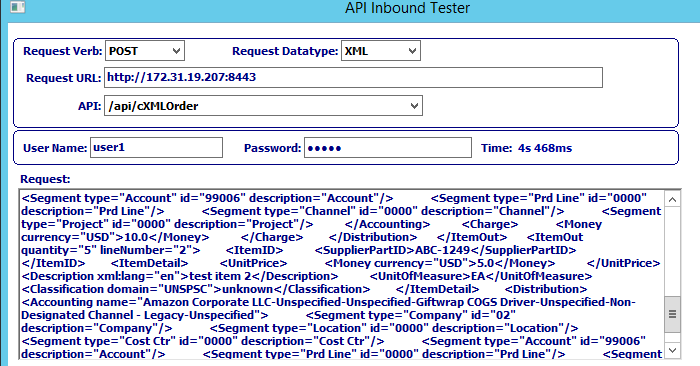 API Inbound Tester
Request Verb: POST Request Datatype: XML
Request URL: http://172.31.19.207:8443
API: /api/cXMLOrder
User Name: user1 Password: ••••• Time: 4s 468ms
Request:
<Segment type="Account" id="99006" description="Account"/> <Segment type="Prd Line" id="0000"
description="Prd Line"/> <Segment type="Channel" id="0000" description="Channel"/> <Segment
type="Project" id="0000" description="Project"/> </Accounting> <Charge> <Money
currency="USD">10.0</Money> </Charge> </Distribution> </ItemOut> <ItemOut
quantity="5" lineNumber="2"> <ItemID> <SupplierPartID>ABC-1249</SupplierPartID>
</ItemID> <ItemDetail> <UnitPrice> <Money currency="USD">5.0</Money> </UnitPrice>
<Description xml:lang="en">test item 2</Description> <UnitOfMeasure>EA</UnitOfMeasure>
<Classification domain="UNSPSC">unknown</Classification> </ItemDetail> <Distribution>
<Accounting name="Amazon Corporate LLC-Unspecified-Unspecified-Giftwrap COGS Driver-Unspecified-Non-
Designated Channel - Legacy-Unspecified"> <Segment type="Company" id="02"
description="Company"/> <Segment type="Location" id="0000" description="Location"/>
<Segment type="Cost Ctr" id="0000" description="Cost Ctr"/> <Segment type="Account" id="99006"
description="Account"/> <Segment type="Prd Line" id="0000" description="Prd Line"/> <Segment